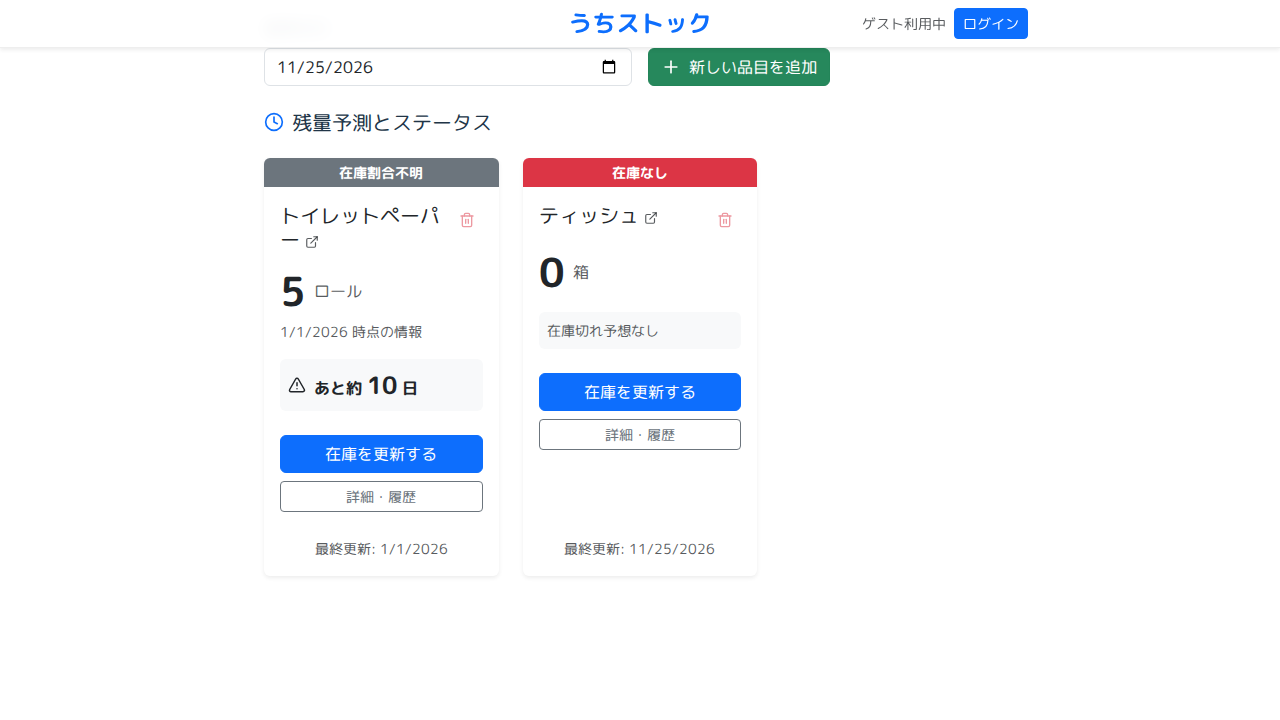 うちストック
ゲスト利用中
ログイン
11/25/2026
新しい品目を追加
残量予測とステータス
在庫割合不明
トイレットペーパ
ー
5 ロール
1/1/2026 時点の情報
あと約 10 日
在庫を更新する
詳細・履歴
最終更新: 1/1/2026
在庫なし
ティッシュ
0 箱
在庫切れ予想なし
在庫を更新する
詳細・履歴
最終更新: 11/25/2026